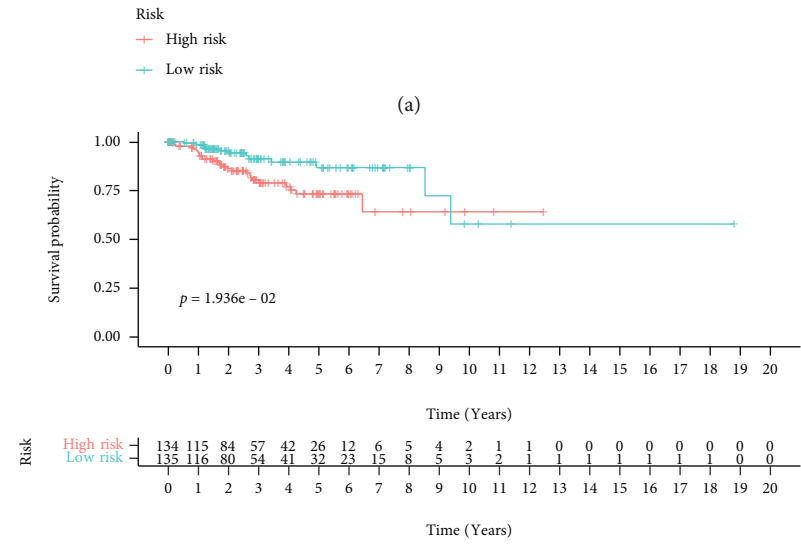 Risk
High risk
Low risk
(a)
1.00
0.75
0.50
0.25
0.00
Survival probability
p = 1.936e – 02
0 1 2 3 4 5 6 7 8 9 10 11 12 13 14 15 16 17 18 19 20
Time (Years)
Risk
High risk 134 115 84 57 42 26 12 6 5 4 2 1 1 0 0 0 0 0 0 0 0
Low risk 135 116 80 54 41 32 23 15 8 5 3 2 1 1 1 1 1 1 1 0 0
0 1 2 3 4 5 6 7 8 9 10 11 12 13 14 15 16 17 18 19 20
Time (Years)